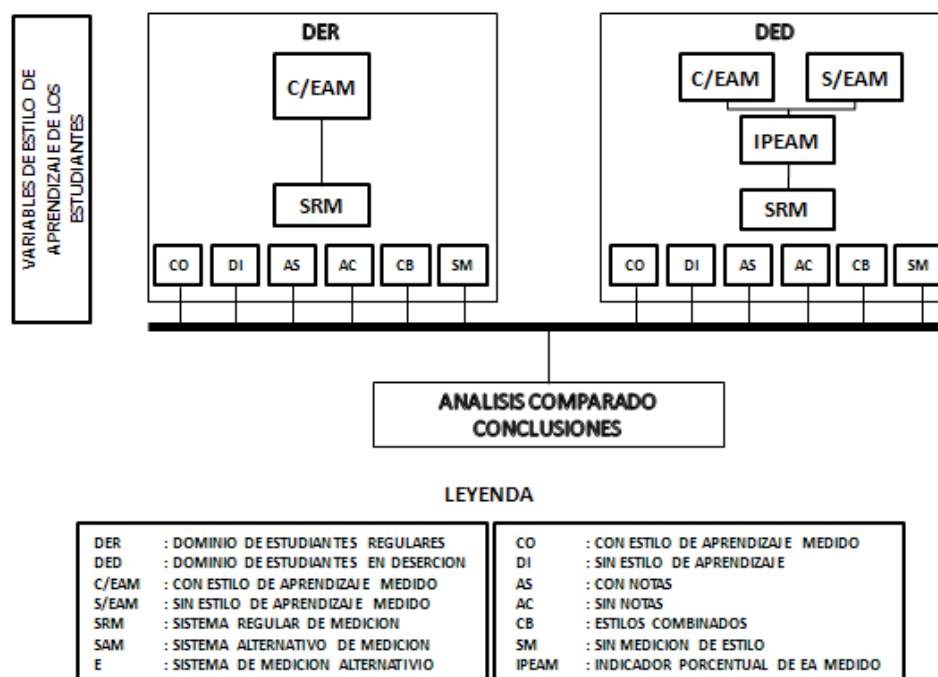 VARIABLES DE ESTILO DE
APRENDIZAJE DE LOS
ESTUDIANTES
DER
C/EAM
SRM
CO DI AS AC CB SM
DED
C/EAM S/EAM
IPEAM
SRM
CO DI AS AC CB SM
ANALISIS COMPARADO
CONCLUSIONES
LEYENDA
DER : DOMINIO DE ESTUDIANTES REGULARES
DED : DOMINIO DE ESTUDIANTES EN DESERCION
C/EAM : CON ESTILO DE APRENDIZAJE MEDIDO
S/EAM : SIN ESTILO DE APRENDIZAJE MEDIDO
SRM : SISTEMA REGULAR DE MEDICION
SAM : SISTEMA ALTERNATIVO DE MEDICION
E : SISTEMA DE MEDICION ALTERNATIVIO
CO : CON ESTILO DE APRENDIZAJE MEDIDO
DI : SIN ESTILO DE APRENDIZAJE
AS : CON NOTAS
AC : SIN NOTAS
CB : ESTILOS COMBINADOS
SM : SIN MEDICION DE ESTILO
IPEAM : INDICADOR PORCENTUAL DE EA MEDIDO